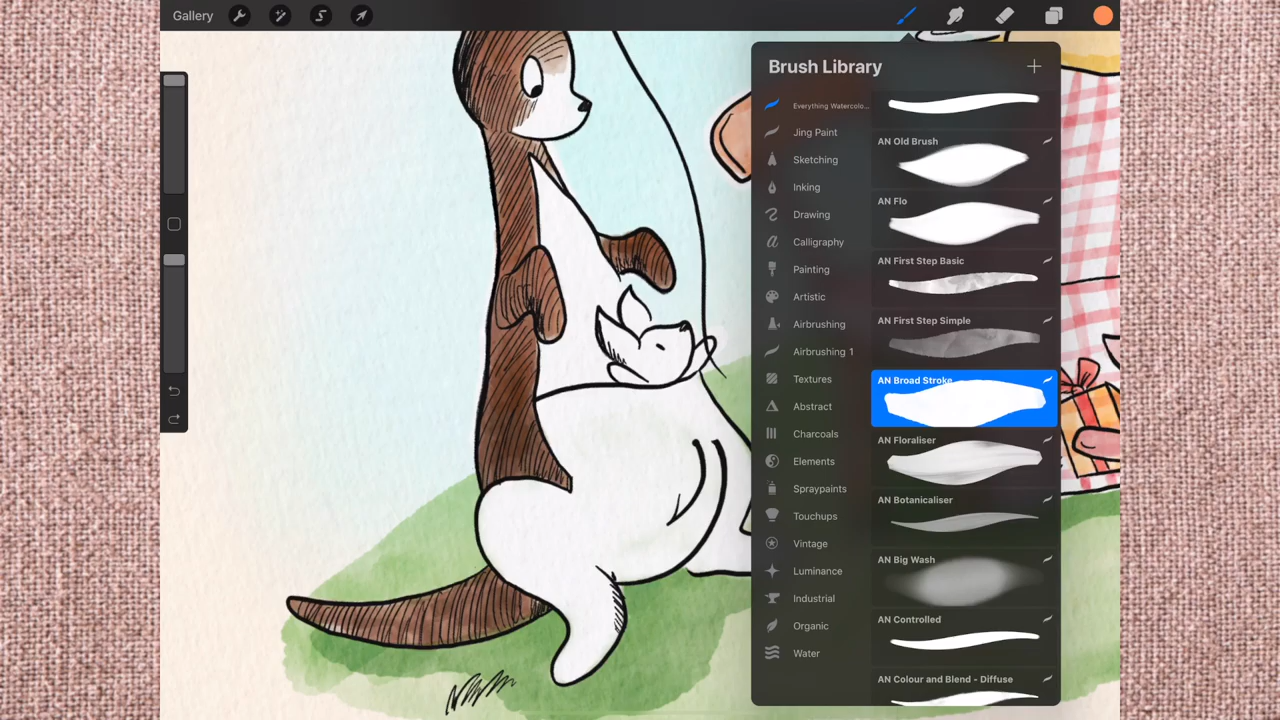 Gallery
Brush Library
Everything Watercolo...
Jing Paint
Sketching
Inking
Drawing
Calligraphy
Painting
Artistic
Airbrushing
Airbrushing 1
Textures
Abstract
Charcoals
Elements
Spraypaints
Touchups
Vintage
Luminance
Industrial
Organic
Water
AN Old Brush
AN Flo
AN First Step Basic
AN First Step Simple
AN Broad Stroke
AN Floraliser
AN Botanicaliser
AN Big Wash
AN Controlled
AN Colour and Blend - Diffuse